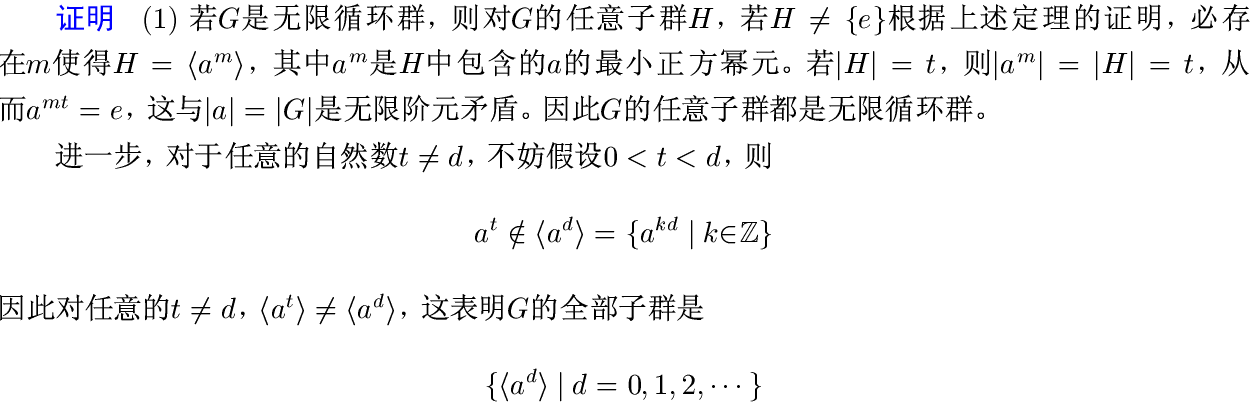 证明 (1) 若G是无限循环群，则对G的任意子群H，若H ≠ {e}根据上述定理的证明，必存
在m使得H = ⟨a^m⟩，其中a^m是H中包含的a的最小正方幂元。若|H| = t，则|a^m| = |H| = t，从
而a^{mt} = e，这与|a| = |G|是无限阶元矛盾。因此G的任意子群都是无限循环群。
进一步，对于任意的自然数t ≠ d，不妨假设0 < t < d，则
a^t ∉ ⟨a^d⟩ = {a^{kd} | k∈ℤ}
因此对任意的t ≠ d，⟨a^t⟩ ≠ ⟨a^d⟩，这表明G的全部子群是
{⟨a^d⟩ | d = 0, 1, 2, ⋯ }